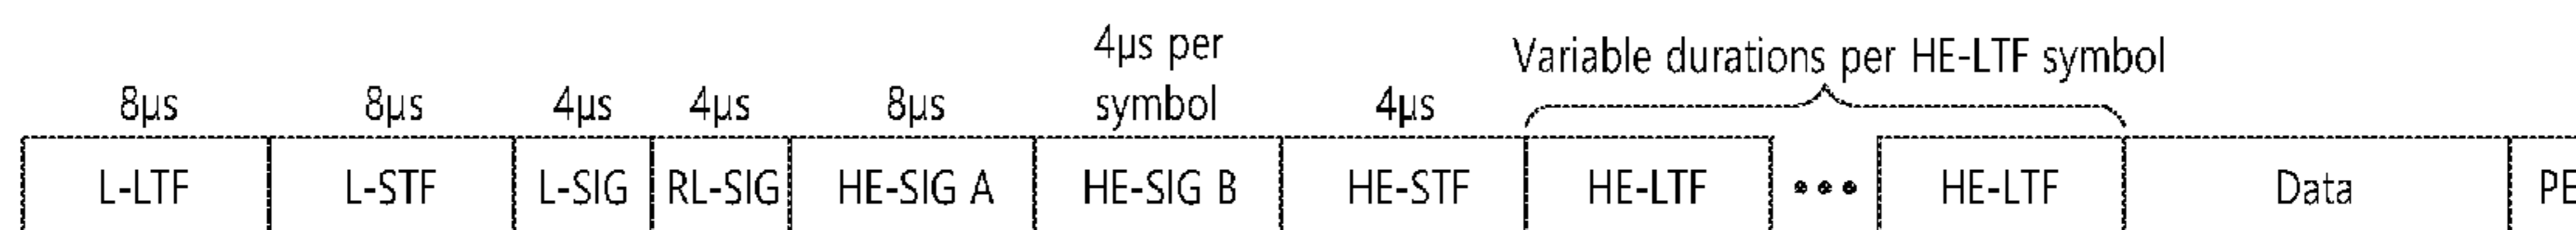 4μs per
symbol
Variable durations per HE-LTF symbol
8μs 8μs 4μs 4μs 8μs 4μs
L-LTF L-STF L-SIG RL-SIG HE-SIG A HE-SIG B HE-STF HE-LTF ••• HE-LTF Data PE